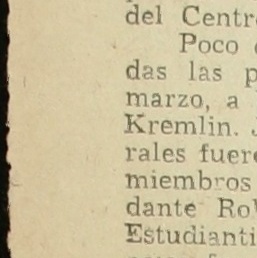 del Centr
Poco
das las p
marzo, a
Kremlin.
rales fuer
miembros
dante Ro
Estudianti